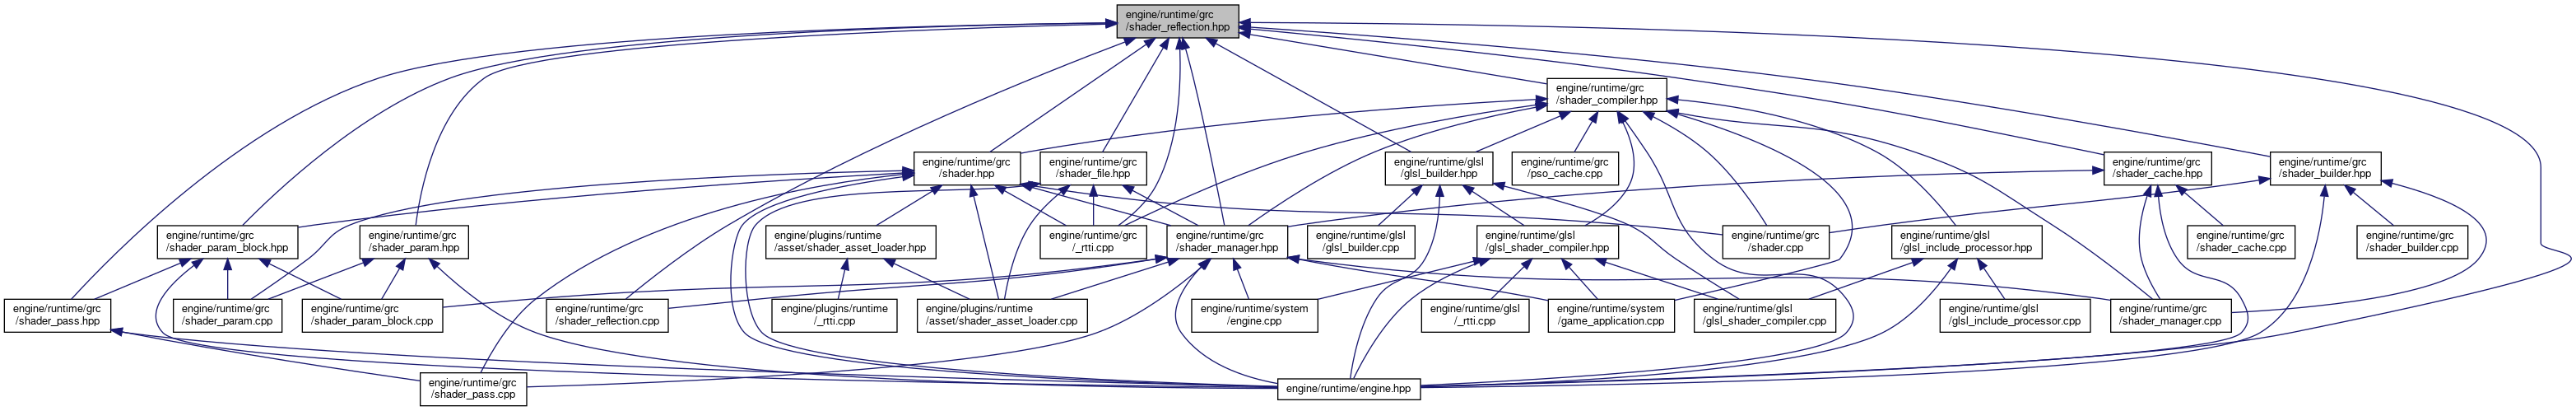 engine/runtime/grc
/shader_reflection.hpp
engine/runtime/grc
/shader_compiler.hpp
engine/runtime/grc
/shader.hpp
engine/runtime/grc
/shader_file.hpp
engine/runtime/glsl
/glsl_builder.hpp
engine/runtime/grc
/pso_cache.cpp
engine/runtime/grc
/shader_cache.hpp
engine/runtime/grc
/shader_builder.hpp
engine/runtime/grc
/shader_param_block.hpp
engine/runtime/grc
/shader_param.hpp
engine/plugins/runtime
/asset/shader_asset_loader.hpp
engine/runtime/grc
/_rtti.cpp
engine/runtime/grc
/shader_manager.hpp
engine/runtime/glsl
/glsl_builder.cpp
engine/runtime/glsl
/glsl_shader_compiler.hpp
engine/runtime/grc
/shader.cpp
engine/runtime/glsl
/glsl_include_processor.hpp
engine/runtime/grc
/shader_cache.cpp
engine/runtime/grc
/shader_builder.cpp
engine/runtime/grc
/shader_pass.hpp
engine/runtime/grc
/shader_param.cpp
engine/runtime/grc
/shader_param_block.cpp
engine/runtime/grc
/shader_reflection.cpp
engine/plugins/runtime
/_rtti.cpp
engine/plugins/runtime
/asset/shader_asset_loader.cpp
engine/runtime/system
/engine.cpp
engine/runtime/glsl
/_rtti.cpp
engine/runtime/system
/game_application.cpp
engine/runtime/glsl
/glsl_shader_compiler.cpp
engine/runtime/glsl
/glsl_include_processor.cpp
engine/runtime/grc
/shader_manager.cpp
engine/runtime/grc
/shader_pass.cpp
engine/runtime/engine.hpp